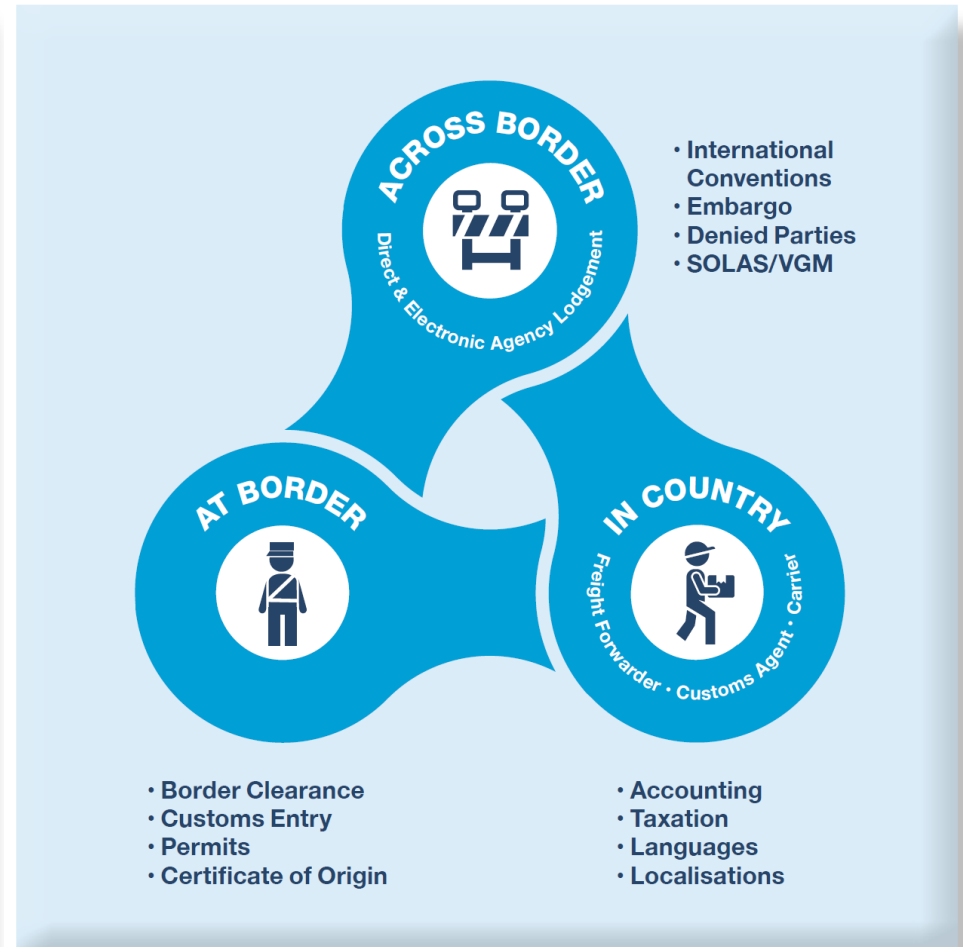 ACROSS BORDER
Direct & Electronic Agency Lodgement
• International
Conventions
• Embargo
• Denied Parties
• SOLAS/VGM
AT BORDER
IN COUNTRY
Freight Forwarder • Customs Agent • Carrier
• Border Clearance
• Customs Entry
• Permits
• Certificate of Origin
• Accounting
• Taxation
• Languages
• Localisations